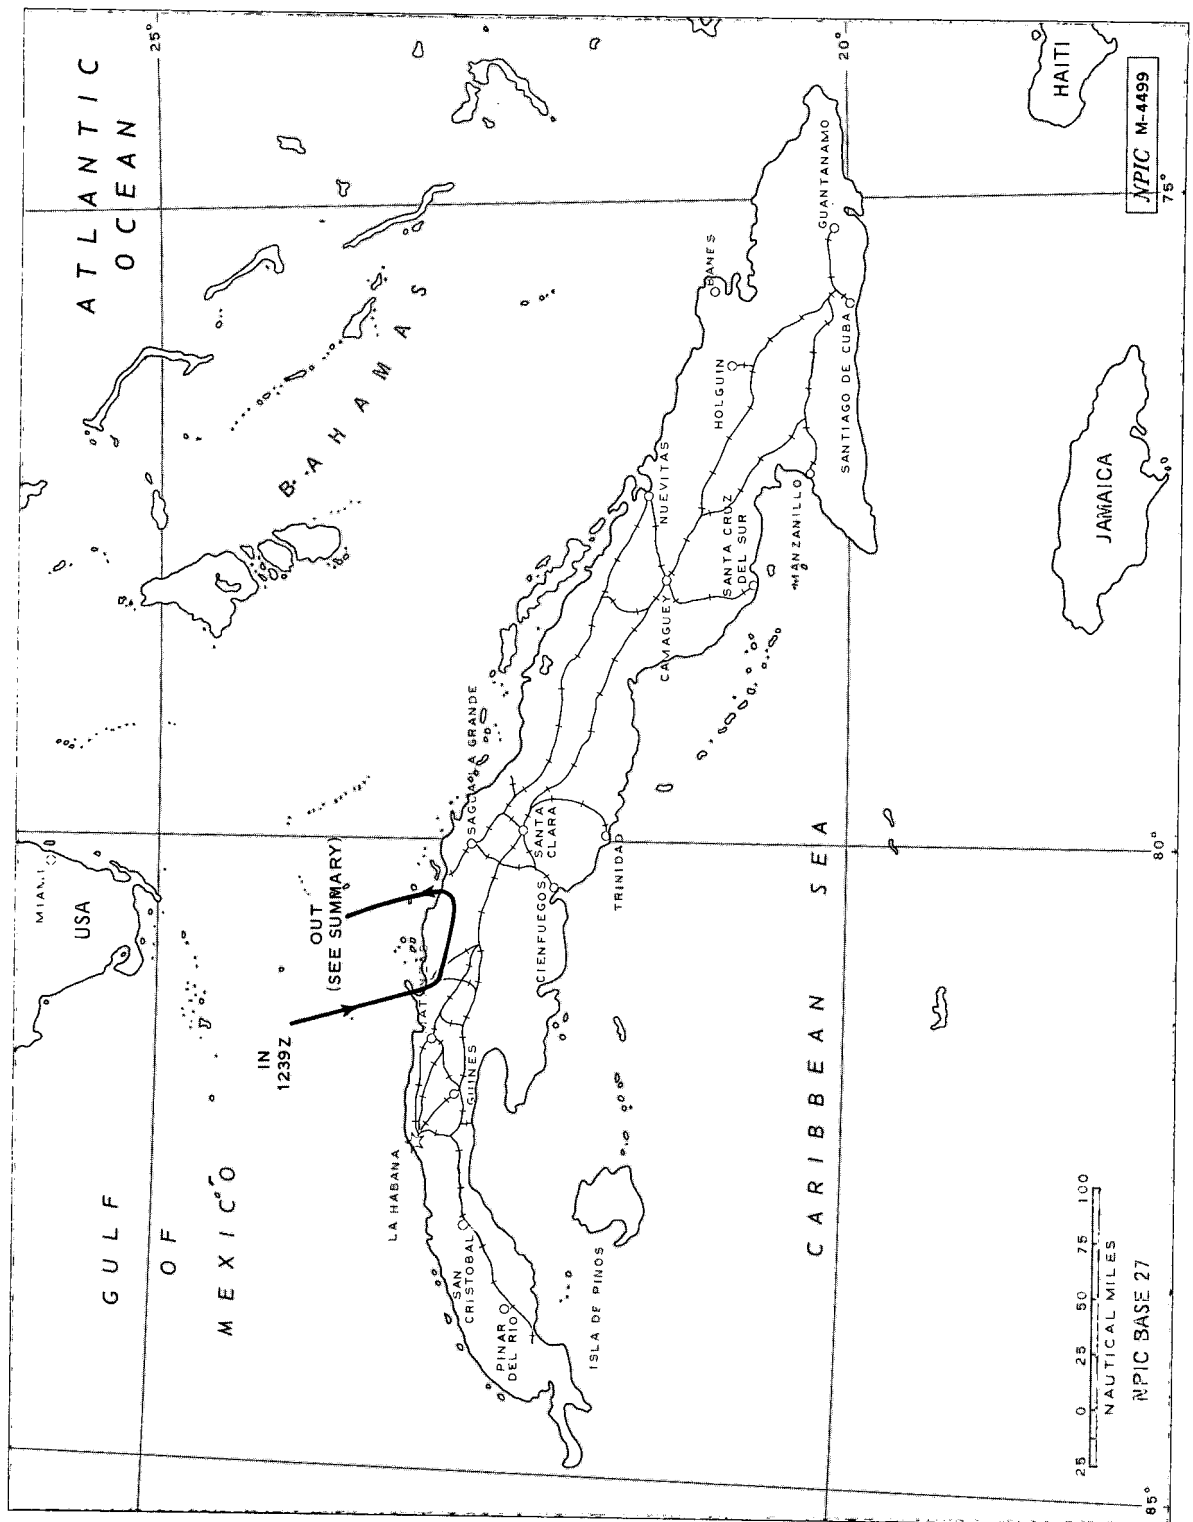 ATLANTIC
OCEAN
25°
20°
HAITI
NPIC M-4499
75°
GUANTANAMO
BANES
BAHAMAS
HOLGUIN
SANTIAGO DE CUBA
NUEVITAS
SANTA CRUZ
DEL SUR
MANZANILLO
JAMAICA
CAMAGUEY
SAGUA LA GRANDE
SANTA
CLARA
TRINIDAD
CIENFUEGOS
80°
MIAMI
USA
OUT
(SEE SUMMARY)
IN
1239Z
MATANZAS
GUINES
LA HABANA
GULF
OF
MEXICO
SAN
CRISTOBAL
PINAR
DEL RIO
ISLA DE PINOS
CARIBBEAN SEA
25 0 25 50 75 100
NAUTICAL MILES
NPIC BASE 27
85°